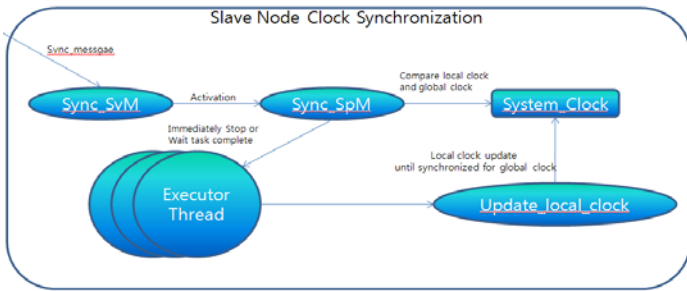 Slave Node Clock Synchronization
Sync_messgae
Sync_SvM
Activation
Sync_SpM
Compare local clock
and global clock
System_Clock
Immediately Stop or
Wait task complete
Executor
Thread
Local clock update
until synchronized for global clock
Update_local_clock